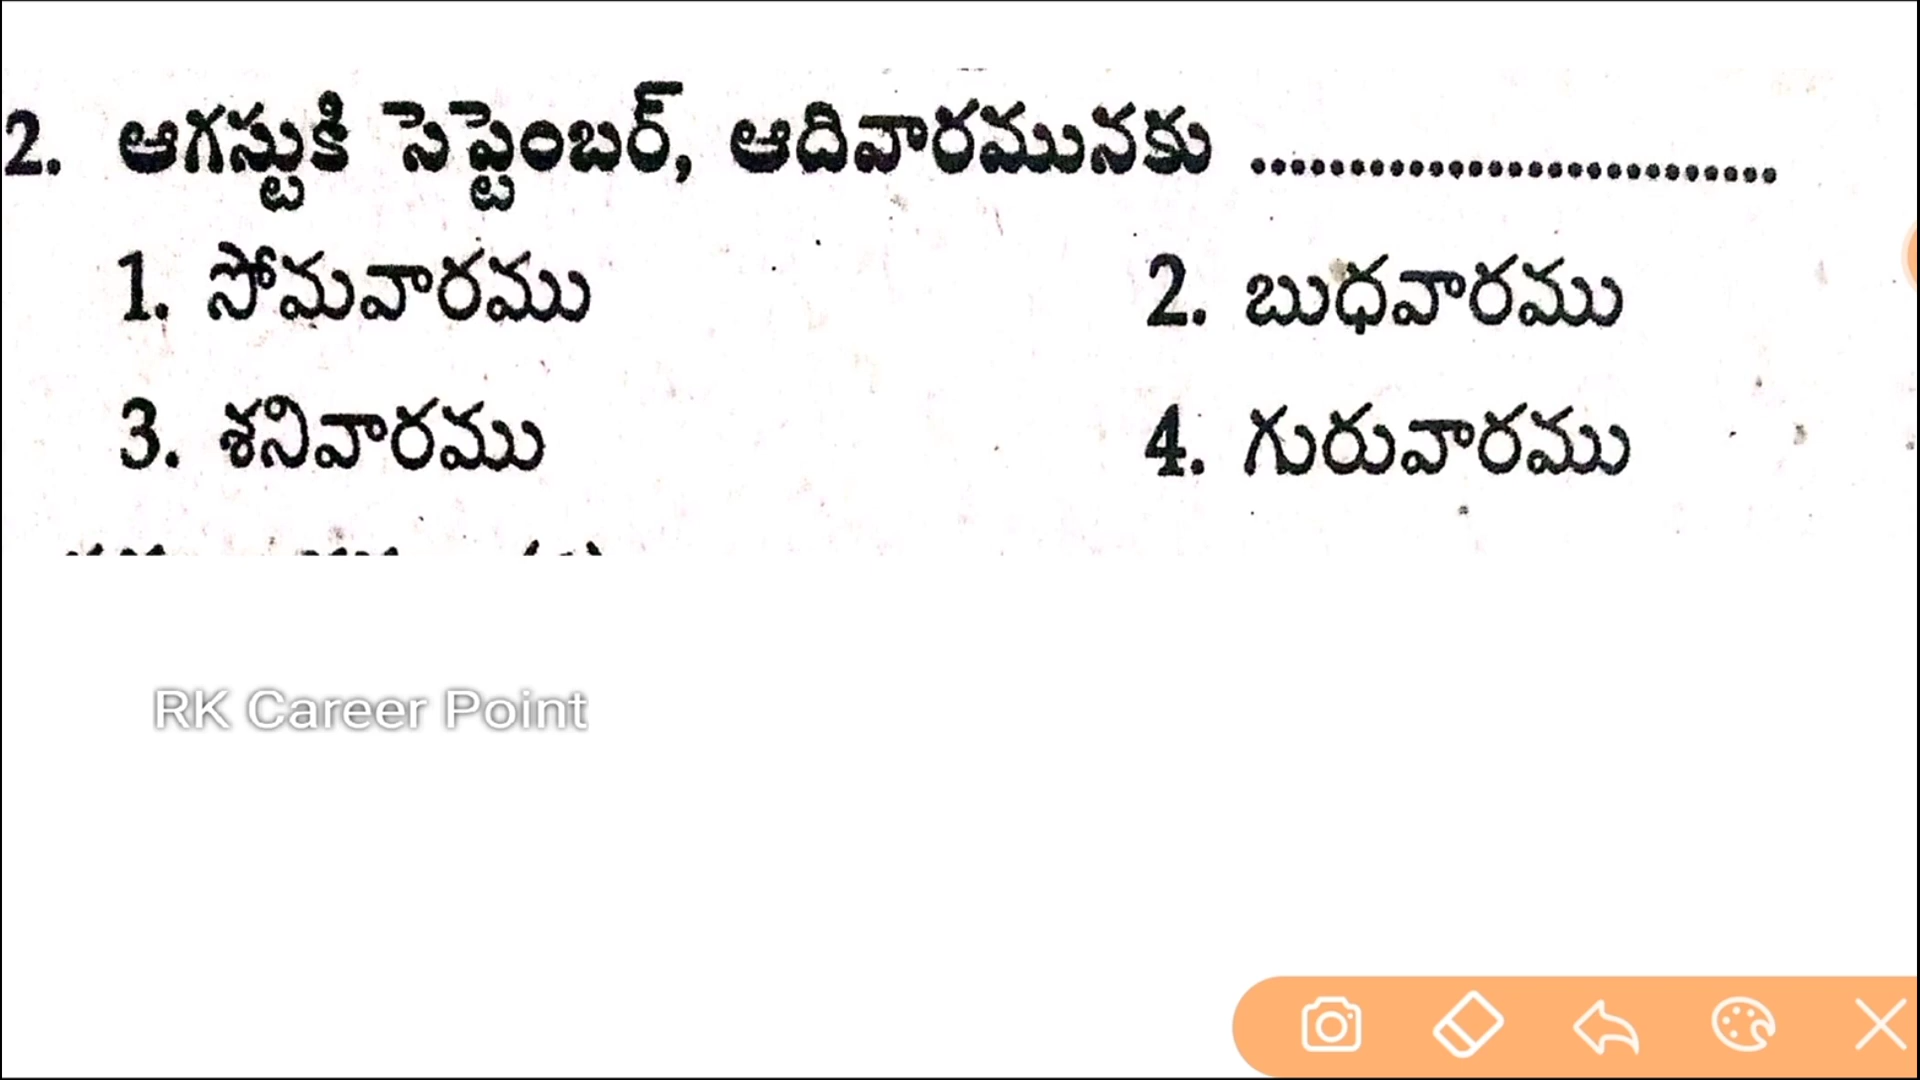 2. ఆగస్టుకి సెప్టెంబర్, ఆదివారమునకు ............................
1. సోమవారము 2. బుధవారము
3. శనివారము 4. గురువారము
RK Career Point